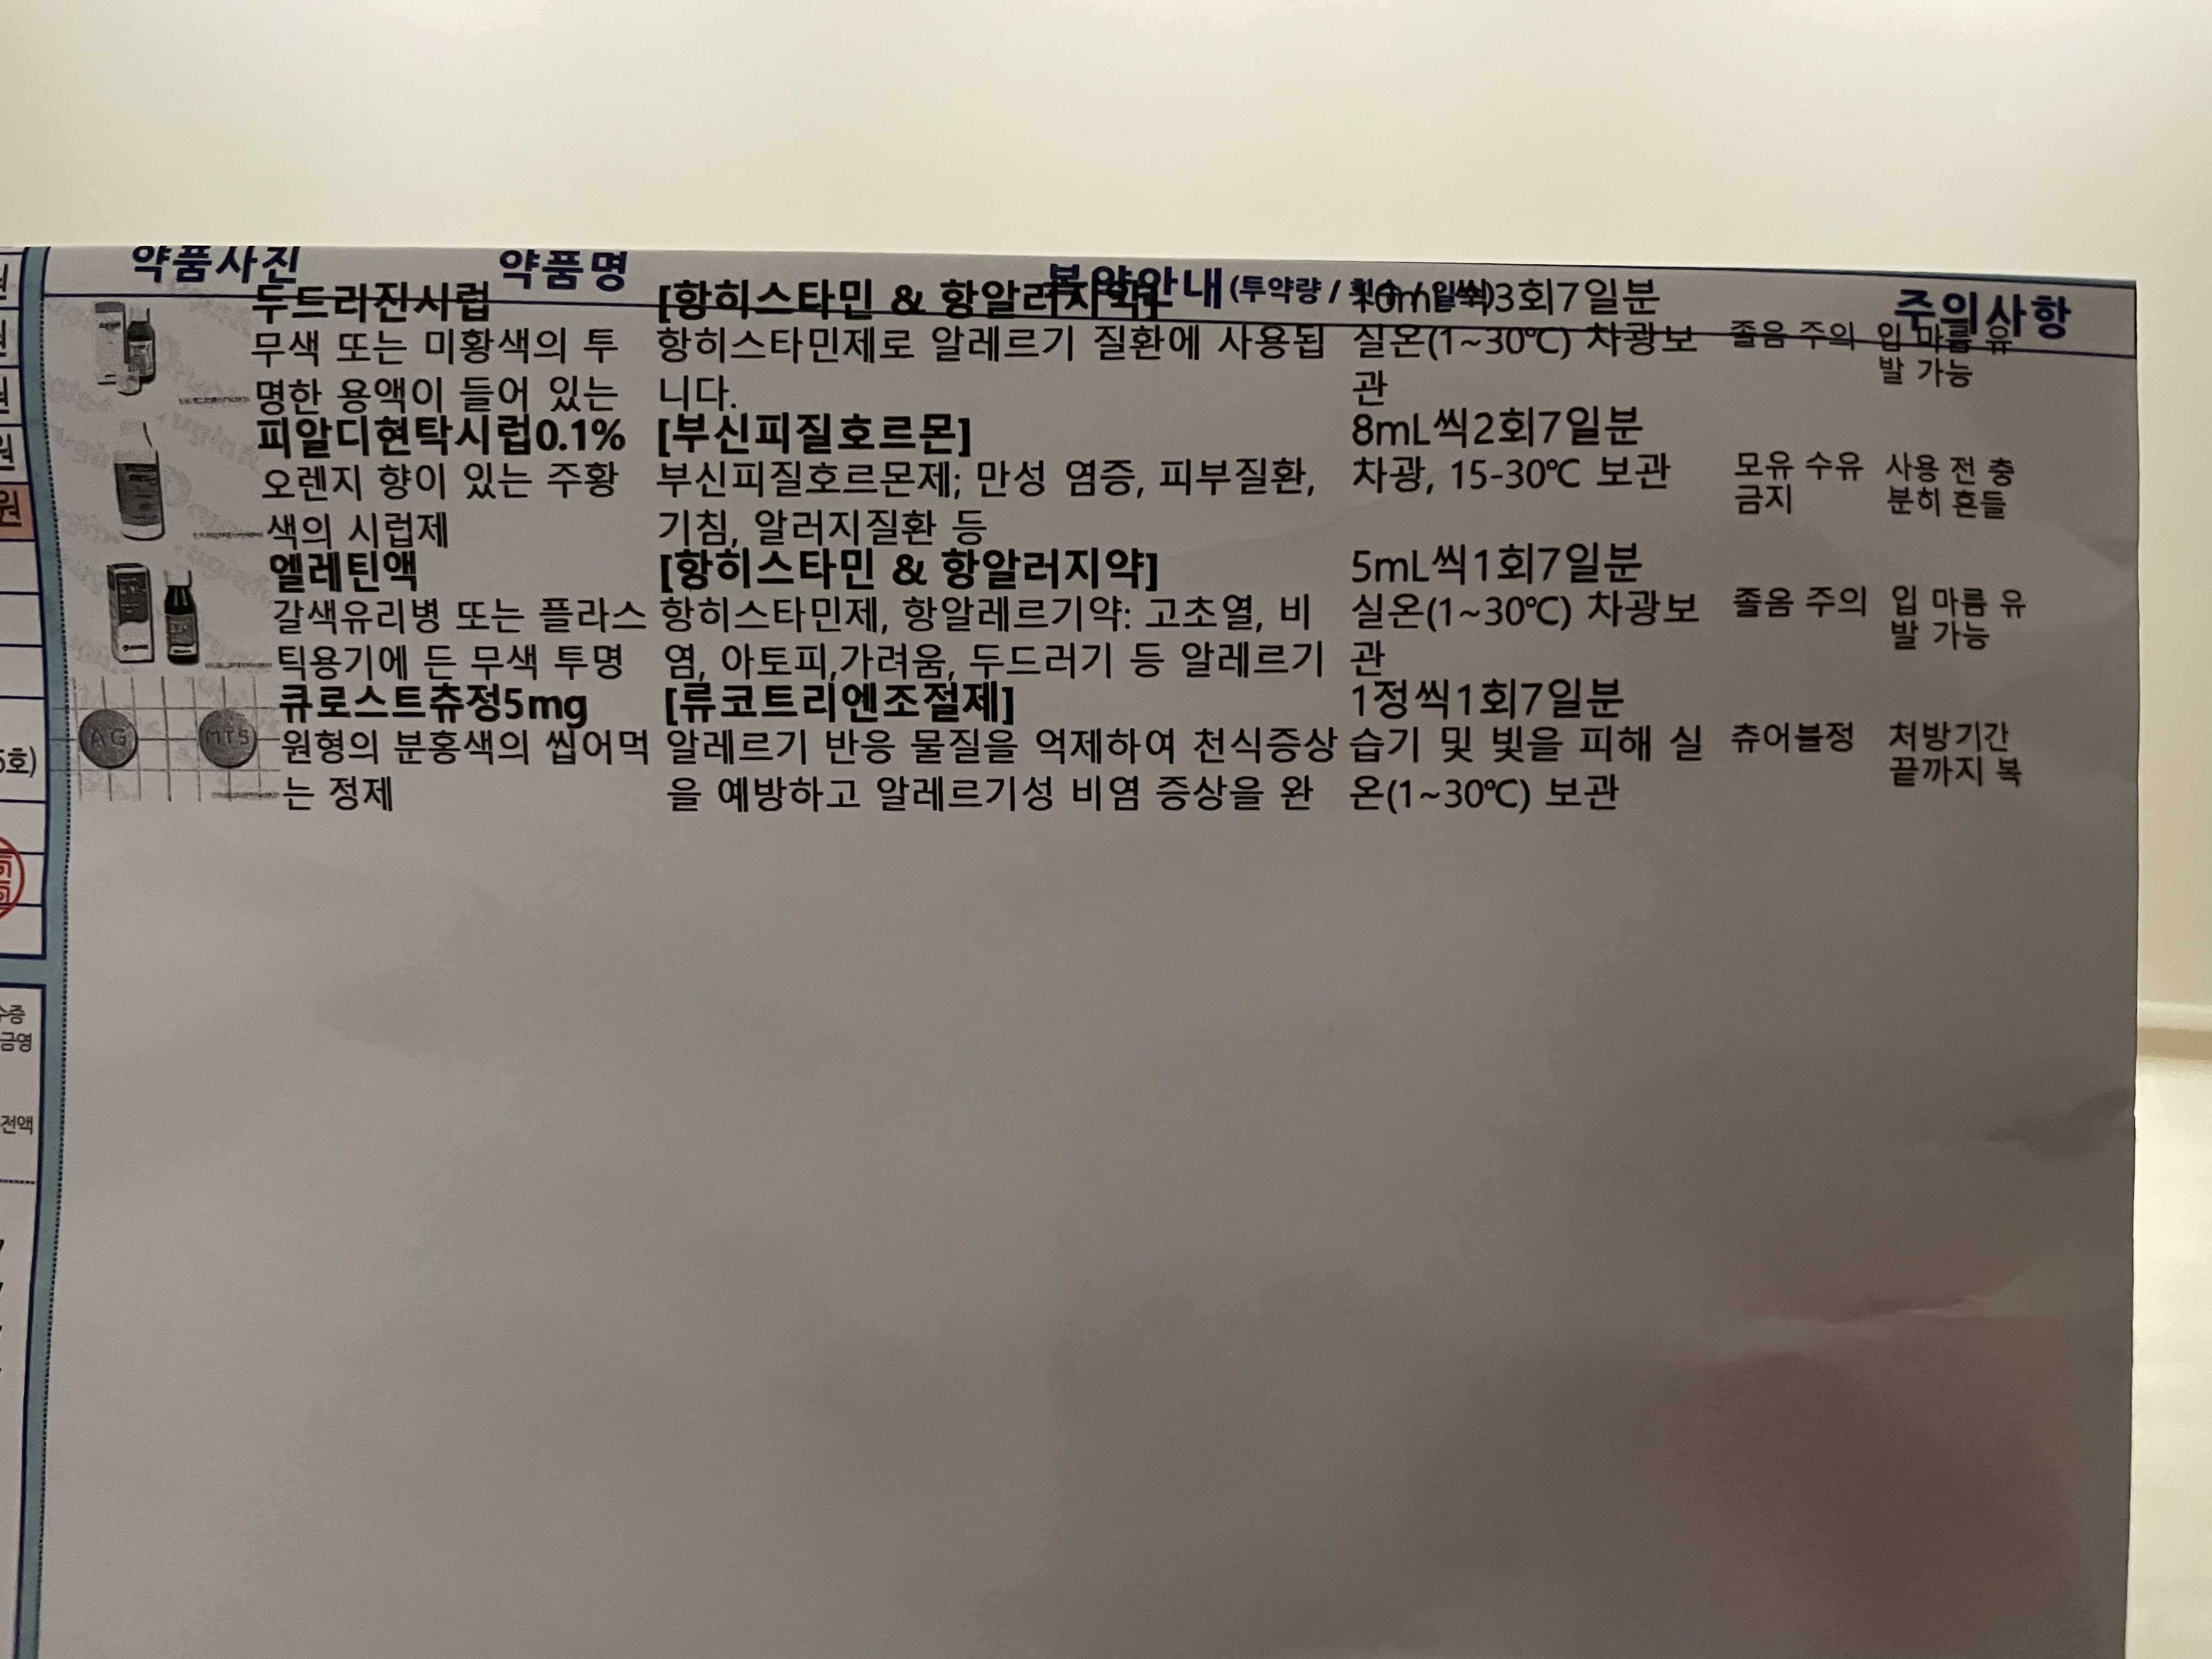 약품사진 약품명 복약안내 (투약량 / 횟수 / 일수) 주의사항
두드리진시럽 [항히스타민 & 항알러지약] 10mL씩3회7일분
무색 또는 미황색의 투 항히스타민제로 알레르기 질환에 사용됩 실온(1~30℃) 차광보 졸음 주의 입 마름 유
명한 용액이 들어 있는 니다. 관 발 가능
피알디현탁시럽0.1% [부신피질호르몬] 8mL씩2회7일분
오렌지 향이 있는 주황 부신피질호르몬제; 만성 염증, 피부질환, 차광, 15-30℃ 보관 모유 수유 사용 전 충
색의 시럽제 기침, 알러지질환 등 금지 분히 흔들
엘레틴액 [항히스타민 & 항알러지약] 5mL씩1회7일분
갈색유리병 또는 플라스 항히스타민제, 항알레르기약: 고초열, 비 실온(1~30℃) 차광보 졸음 주의 입 마름 유
틱용기에 든 무색 투명 염, 아토피,가려움, 두드러기 등 알레르기 관 발 가능
큐로스트츄정5mg [류코트리엔조절제] 1정씩1회7일분
원형의 분홍색의 씹어먹 알레르기 반응 물질을 억제하여 천식증상 습기 및 빛을 피해 실 츄어블정 처방기간
는 정제 을 예방하고 알레르기성 비염 증상을 완 온(1~30℃) 보관 끝까지 복
AG MTS
원
5호)
수증
금영
전액